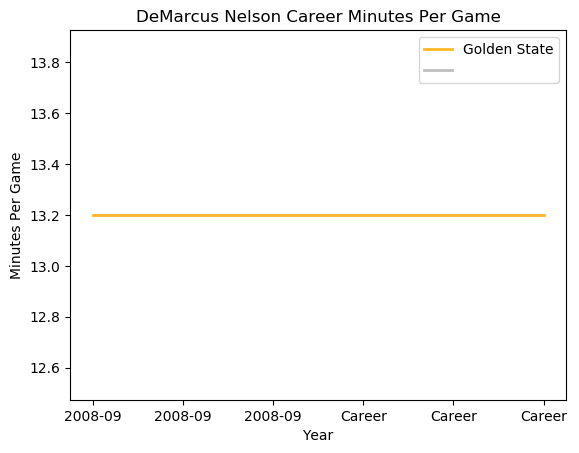 DeMarcus Nelson Career Minutes Per Game
Golden State
Minutes Per Game
13.8
13.6
13.4
13.2
13.0
12.8
12.6
2008-09 2008-09 2008-09 Career Career Career
Year